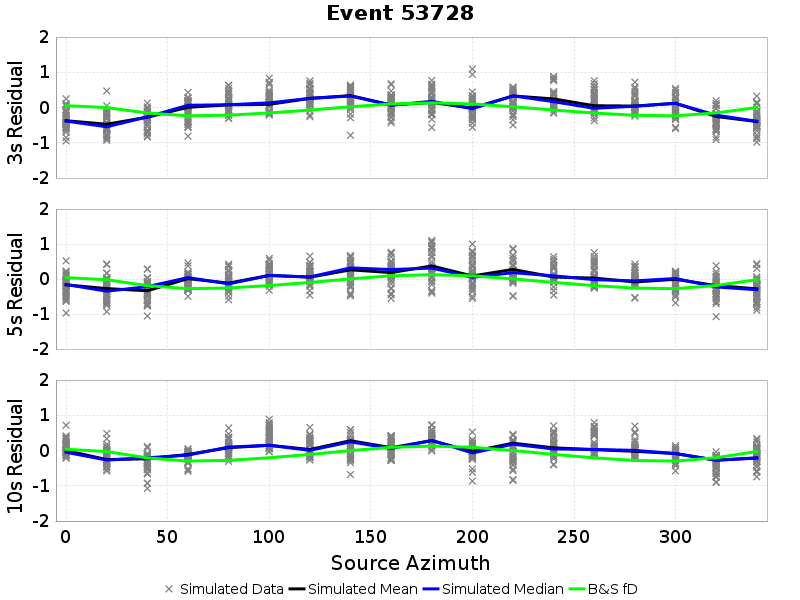 Event 53728
3s Residual
2
1
0
-1
-2
5s Residual
2
1
0
-1
-2
10s Residual
2
1
0
-1
-2
0 50 100 150 200 250 300
Source Azimuth
Simulated Data Simulated Mean Simulated Median B&S fD